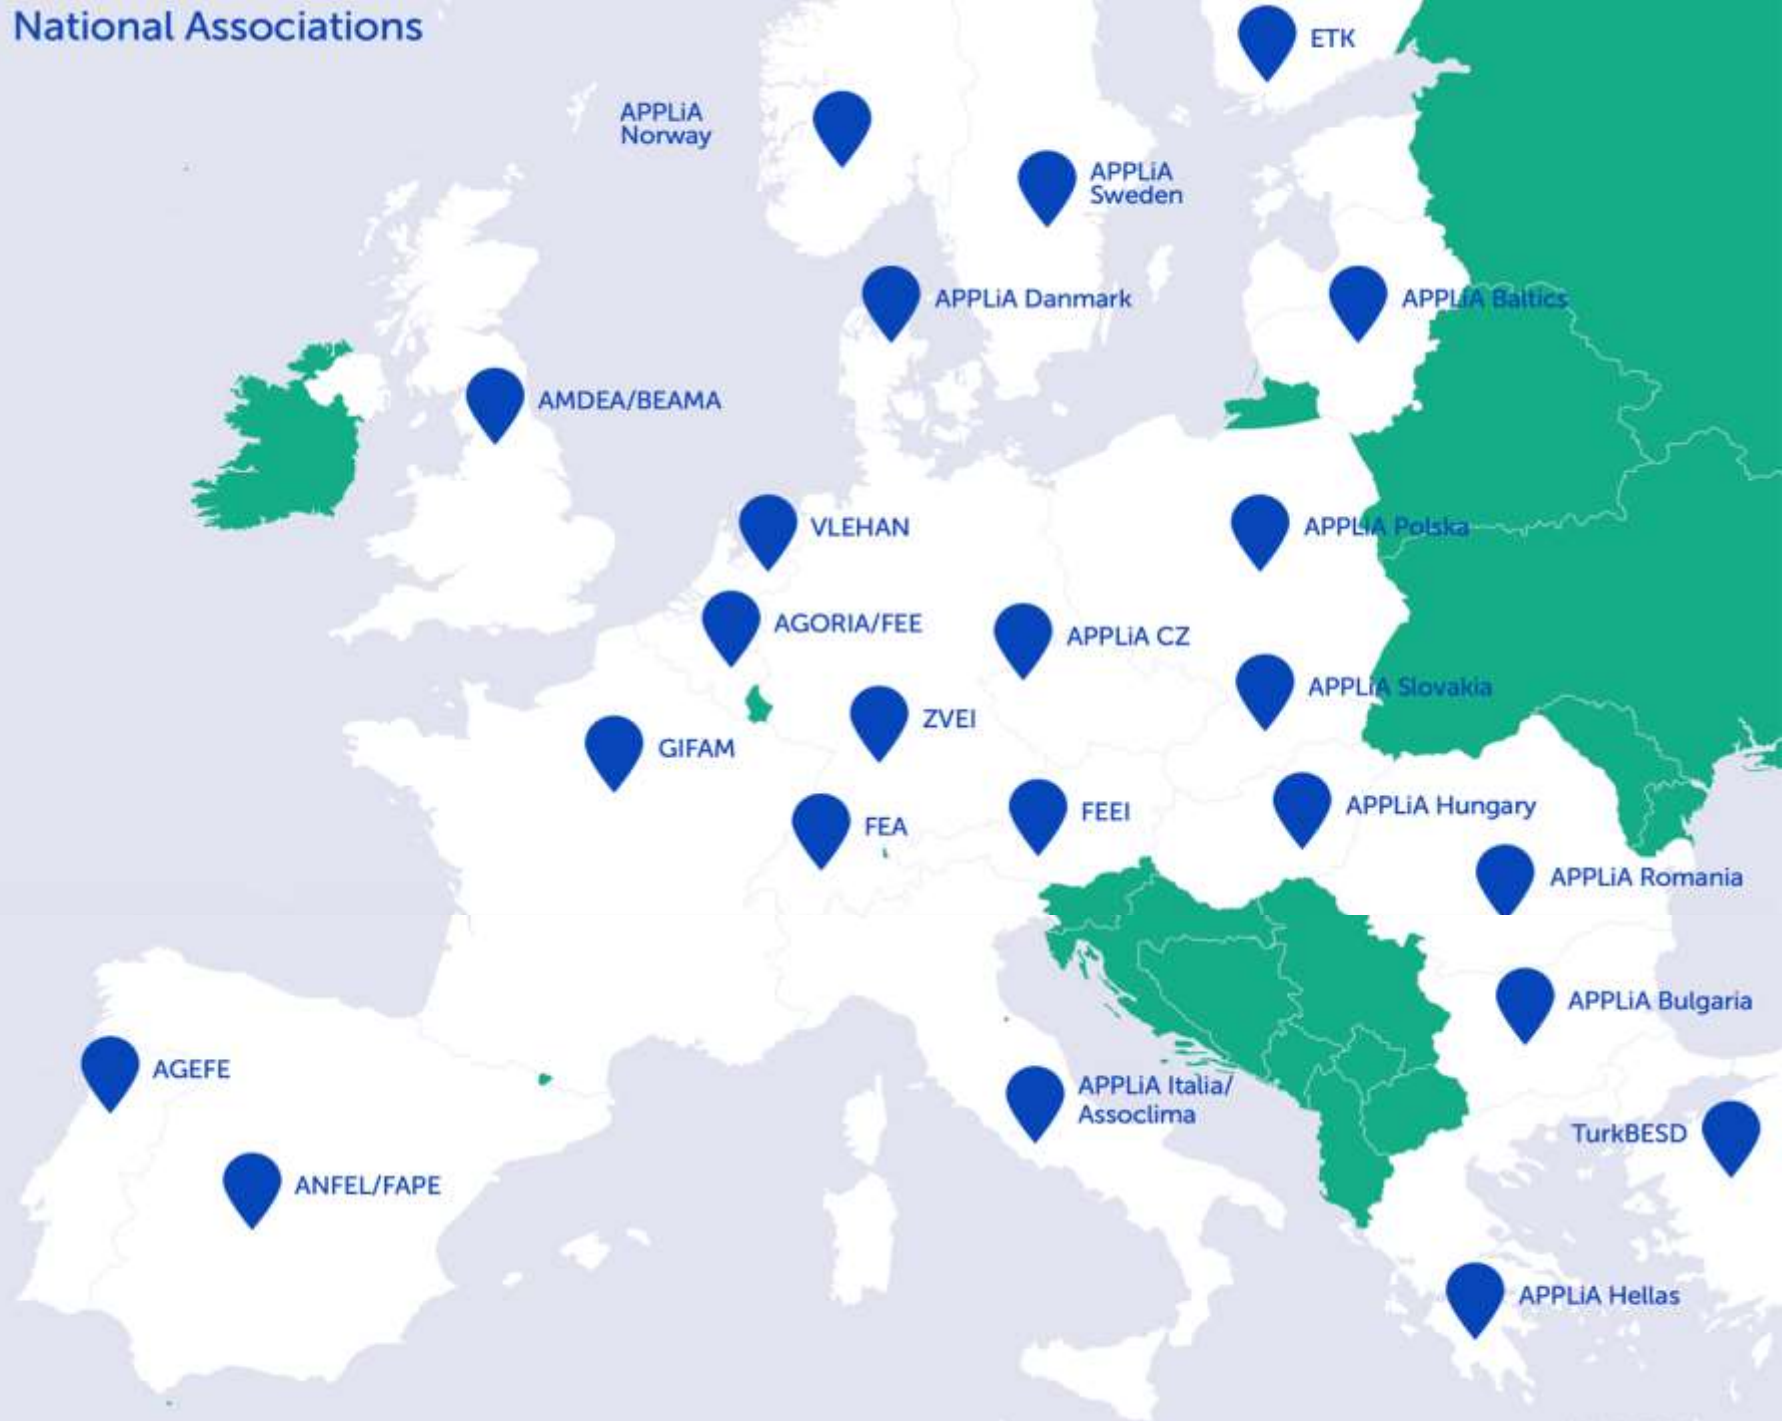 National Associations
ETK
APPLiA
Norway
APPLiA
Sweden
APPLiA Danmark
APPLiA Baltics
AMDEA/BEAMA
VLEHAN
APPLiA Polska
AGORIA/FEE
APPLiA CZ
APPLiA Slovakia
ZVEI
GIFAM
APPLiA Hungary
FEEI
FEA
APPLiA Romania
APPLiA Bulgaria
AGEFE
APPLiA Italia/
Assoclima
TurkBESD
ANFEL/FAPE
APPLiA Hellas